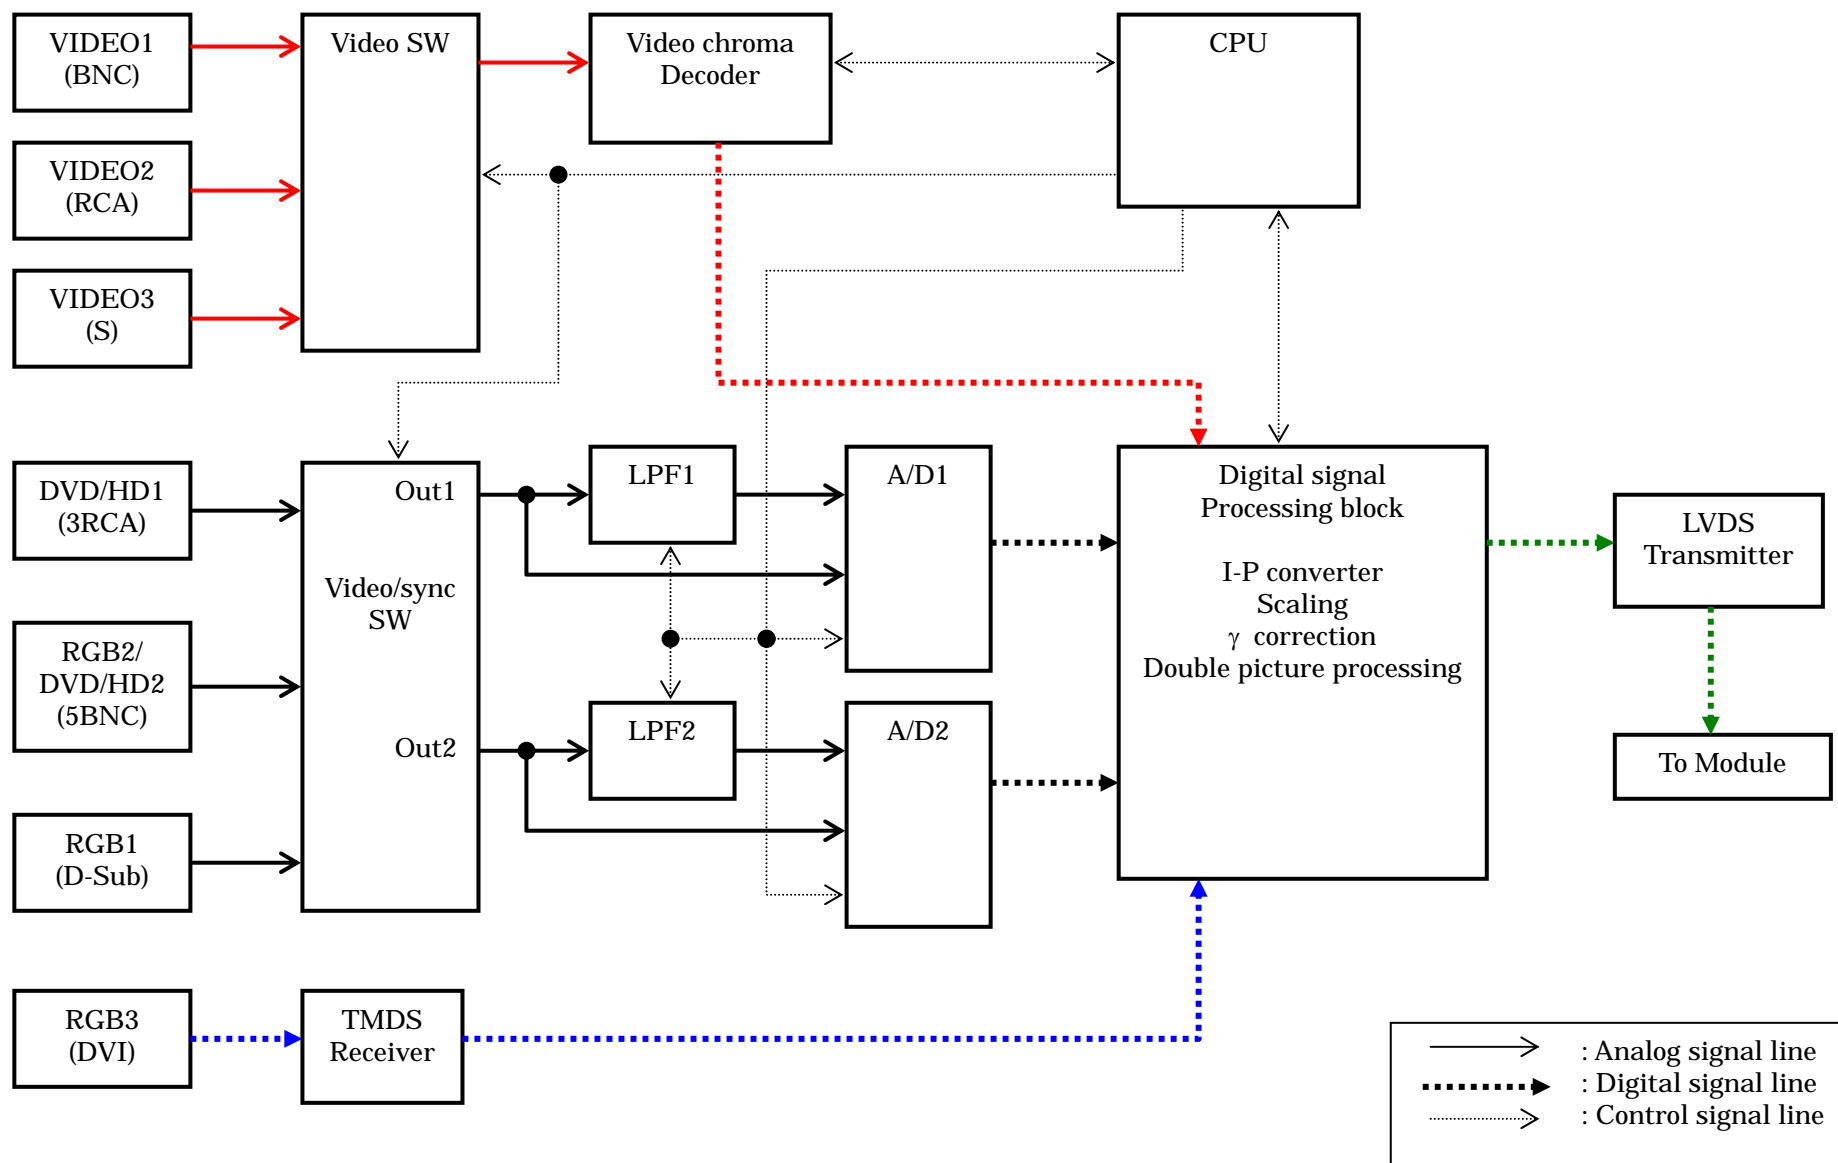 VIDEO1
(BNC)
Video SW
Video chroma
Decoder
CPU
VIDEO2
(RCA)
VIDEO3
(S)
DVD/HD1
(3RCA)
Out1
LPF1
A/D1
Digital signal
Processing block
I-P converter
Scaling
γ correction
Double picture processing
LVDS
Transmitter
Video/sync
SW
RGB2/
DVD/HD2
(5BNC)
Out2
LPF2
A/D2
To Module
RGB1
(D-Sub)
RGB3
(DVI)
TMDS
Receiver
: Analog signal line
: Digital signal line
: Control signal line